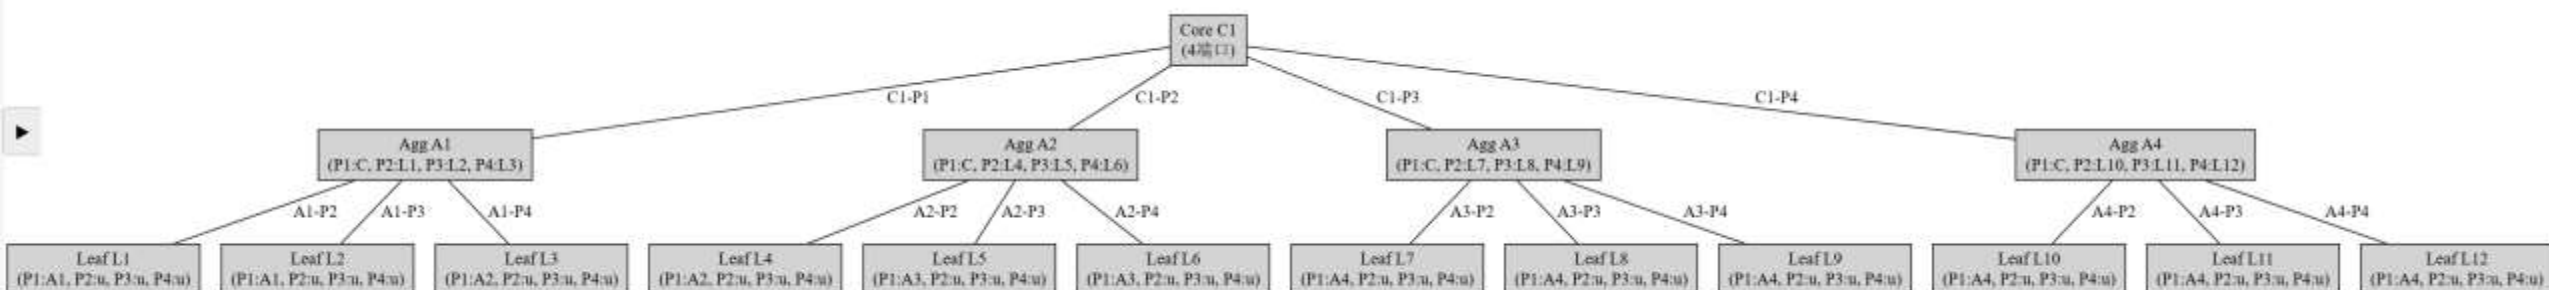 Core C1
(4端口)
C1-P1
C1-P2
C1-P3
C1-P4
Agg A1
(P1:C, P2:L1, P3:L2, P4:L3)
Agg A2
(P1:C, P2:L4, P3:L5, P4:L6)
Agg A3
(P1:C, P2:L7, P3:L8, P4:L9)
Agg A4
(P1:C, P2:L10, P3:L11, P4:L12)
A1-P2
A1-P3
A1-P4
A2-P2
A2-P3
A2-P4
A3-P2
A3-P3
A3-P4
A4-P2
A4-P3
A4-P4
Leaf L1
(P1:A1, P2:u, P3:u, P4:u)
Leaf L2
(P1:A1, P2:u, P3:u, P4:u)
Leaf L3
(P1:A2, P2:u, P3:u, P4:u)
Leaf L4
(P1:A2, P2:u, P3:u, P4:u)
Leaf L5
(P1:A3, P2:u, P3:u, P4:u)
Leaf L6
(P1:A3, P2:u, P3:u, P4:u)
Leaf L7
(P1:A4, P2:u, P3:u, P4:u)
Leaf L8
(P1:A4, P2:u, P3:u, P4:u)
Leaf L9
(P1:A4, P2:u, P3:u, P4:u)
Leaf L10
(P1:A4, P2:u, P3:u, P4:u)
Leaf L11
(P1:A4, P2:u, P3:u, P4:u)
Leaf L12
(P1:A4, P2:u, P3:u, P4:u)